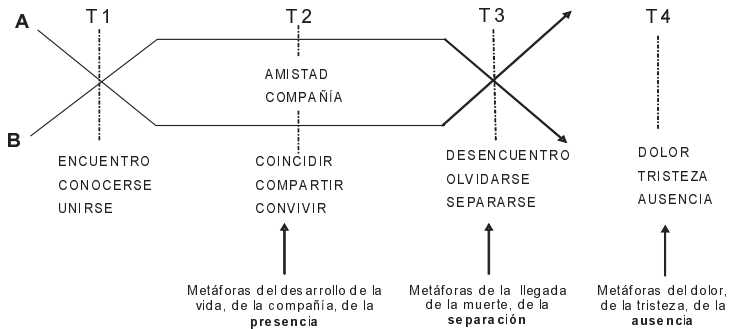 A
T1
T2
T3
T4
AMISTAD
COMPAÑÍA
B
ENCUENTRO
CONOCERSE
UNIRSE
COINCIDIR
COMPARTIR
CONVIVIR
DESENCUENTRO
OLVIDARSE
SEPARARSE
DOLOR
TRISTEZA
AUSENCIA
Metáforas del desarrollo de la
vida, de la compañía, de la
presencia
Metáforas de la llegada
de la muerte, de la
separación
Metáforas del dolor,
de la tristeza, de la
ausencia